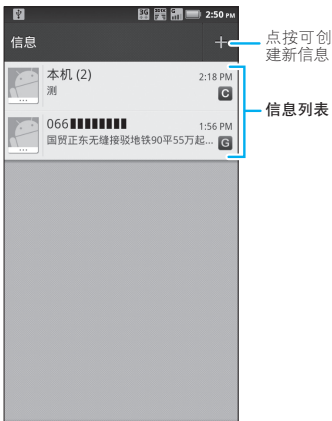 2:50 PM
信息
点按可创
建新信息
本机 (2)
2:18 PM
测
C
信息列表
066
1:56 PM
国贸正东无缝接驳地铁90平55万起...
G